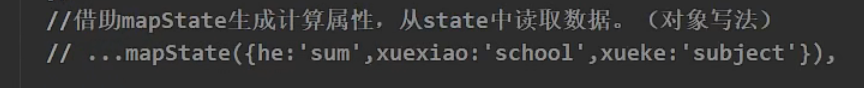 //借助mapState生成计算属性，从state中读取数据。（对象写法）
// ...mapState({he:'sum',xuexiao:'school',xueke:'subject'}),